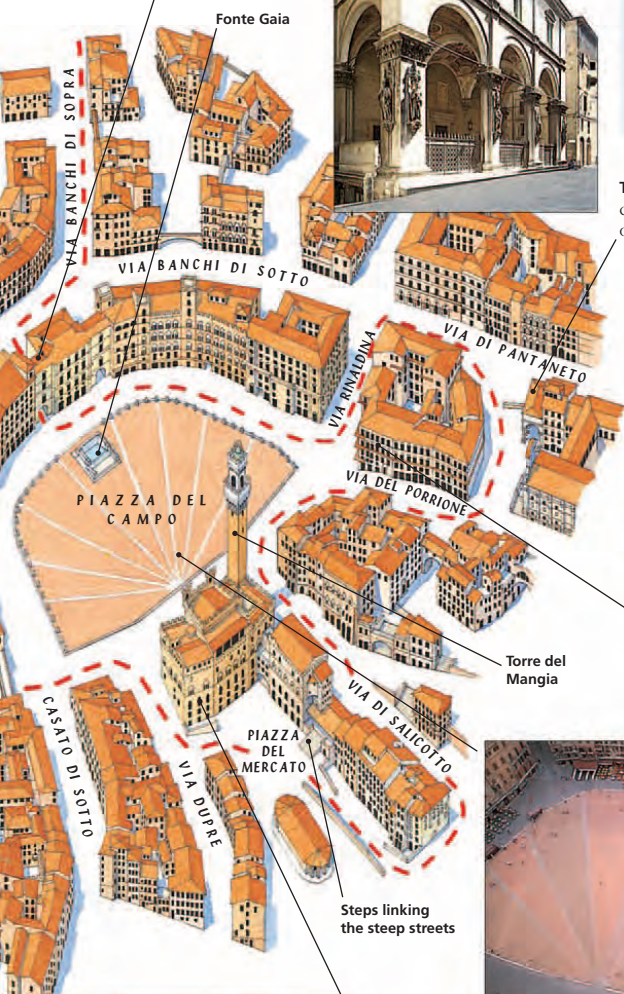 Fonte Gaia
VIA BANCHI DI SOPRA
VIA BANCHI DI SOTTO
VIA DI PANTANETO
VIA RINALDINA
VIA DEL PORRIONE
PIAZZA DEL
CAMPO
Torre del
Mangia
VIA DI SALICOTTO
PIAZZA
DEL
MERCATO
CASATO DI SOTTO
VIA DUPRE
Steps linking
the steep streets